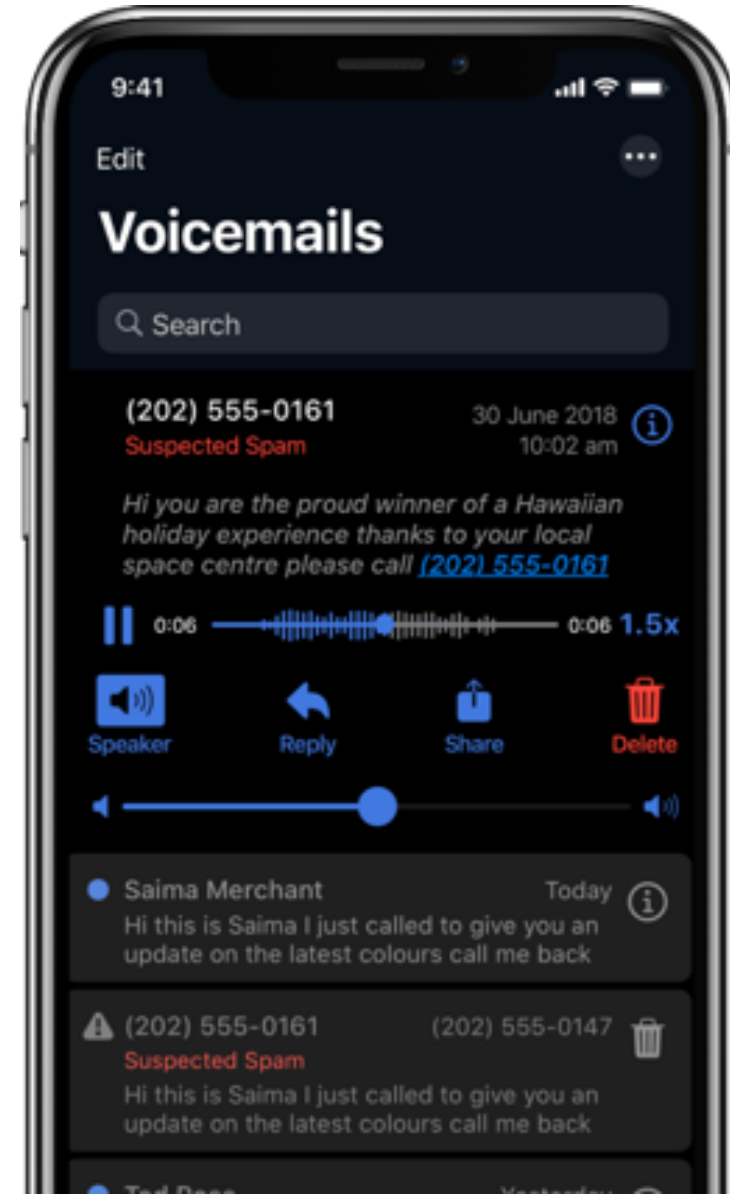 9:41
Edit
Voicemails
Search
(202) 555-0161
30 June 2018
Suspected Spam
10:02 am
Hi you are the proud winner of a Hawaiian
holiday experience thanks to your local
space centre please call (202) 555-0161
0:06
0:06 1.5x
Speaker
Reply
Share
Delete
Saima Merchant
Today
Hi this is Saima I just called to give you an
update on the latest colours call me back
(202) 555-0161
(202) 555-0147
Suspected Spam
Hi this is Saima I just called to give you an
update on the latest colours call me back
Yesterday